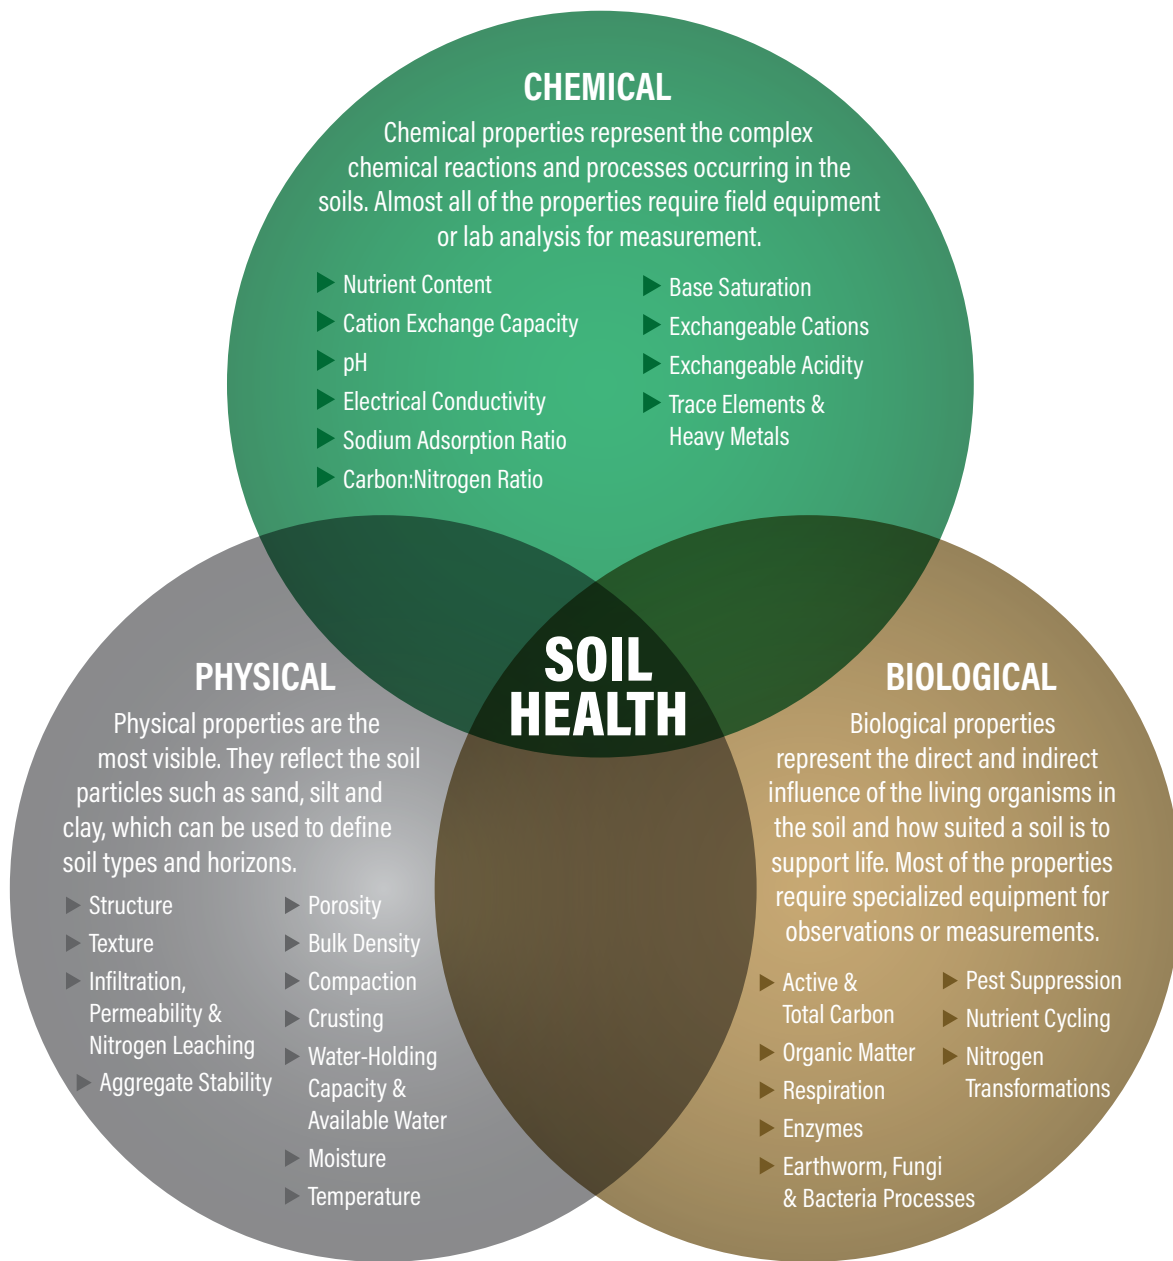 CHEMICAL
Chemical properties represent the complex
chemical reactions and processes occurring in the
soils. Almost all of the properties require field equipment
or lab analysis for measurement.
Nutrient Content
Cation Exchange Capacity
pH
Electrical Conductivity
Sodium Adsorption Ratio
Carbon:Nitrogen Ratio
Base Saturation
Exchangeable Cations
Exchangeable Acidity
Trace Elements &
Heavy Metals
SOIL
HEALTH
PHYSICAL
Physical properties are the
most visible. They reflect the soil
particles such as sand, silt and
clay, which can be used to define
soil types and horizons.
Structure
Texture
Infiltration,
Permeability &
Nitrogen Leaching
Aggregate Stability
Porosity
Bulk Density
Compaction
Crusting
Water-Holding
Capacity &
Available Water
Moisture
Temperature
BIOLOGICAL
Biological properties
represent the direct and indirect
influence of the living organisms in
the soil and how suited a soil is to
support life. Most of the properties
require specialized equipment for
observations or measurements.
Active &
Total Carbon
Organic Matter
Respiration
Enzymes
Earthworm, Fungi
& Bacteria Processes
Pest Suppression
Nutrient Cycling
Nitrogen
Transformations